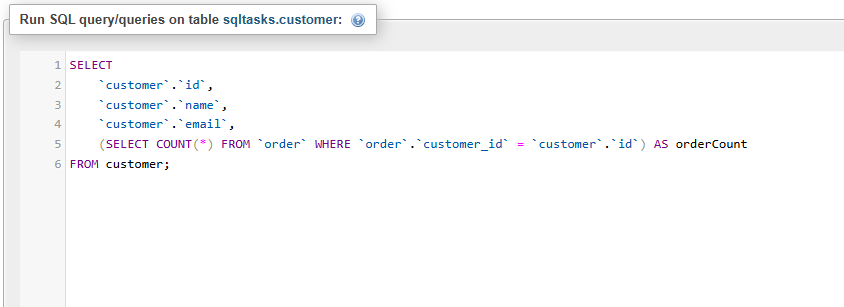 Run SQL query/queries on table sqltasks.customer:
1 SELECT
2 `customer`.`id`,
3 `customer`.`name`,
4 `customer`.`email`,
5 (SELECT COUNT(*) FROM `order` WHERE `order`.`customer_id` = `customer`.`id`) AS orderCount
6 FROM customer;